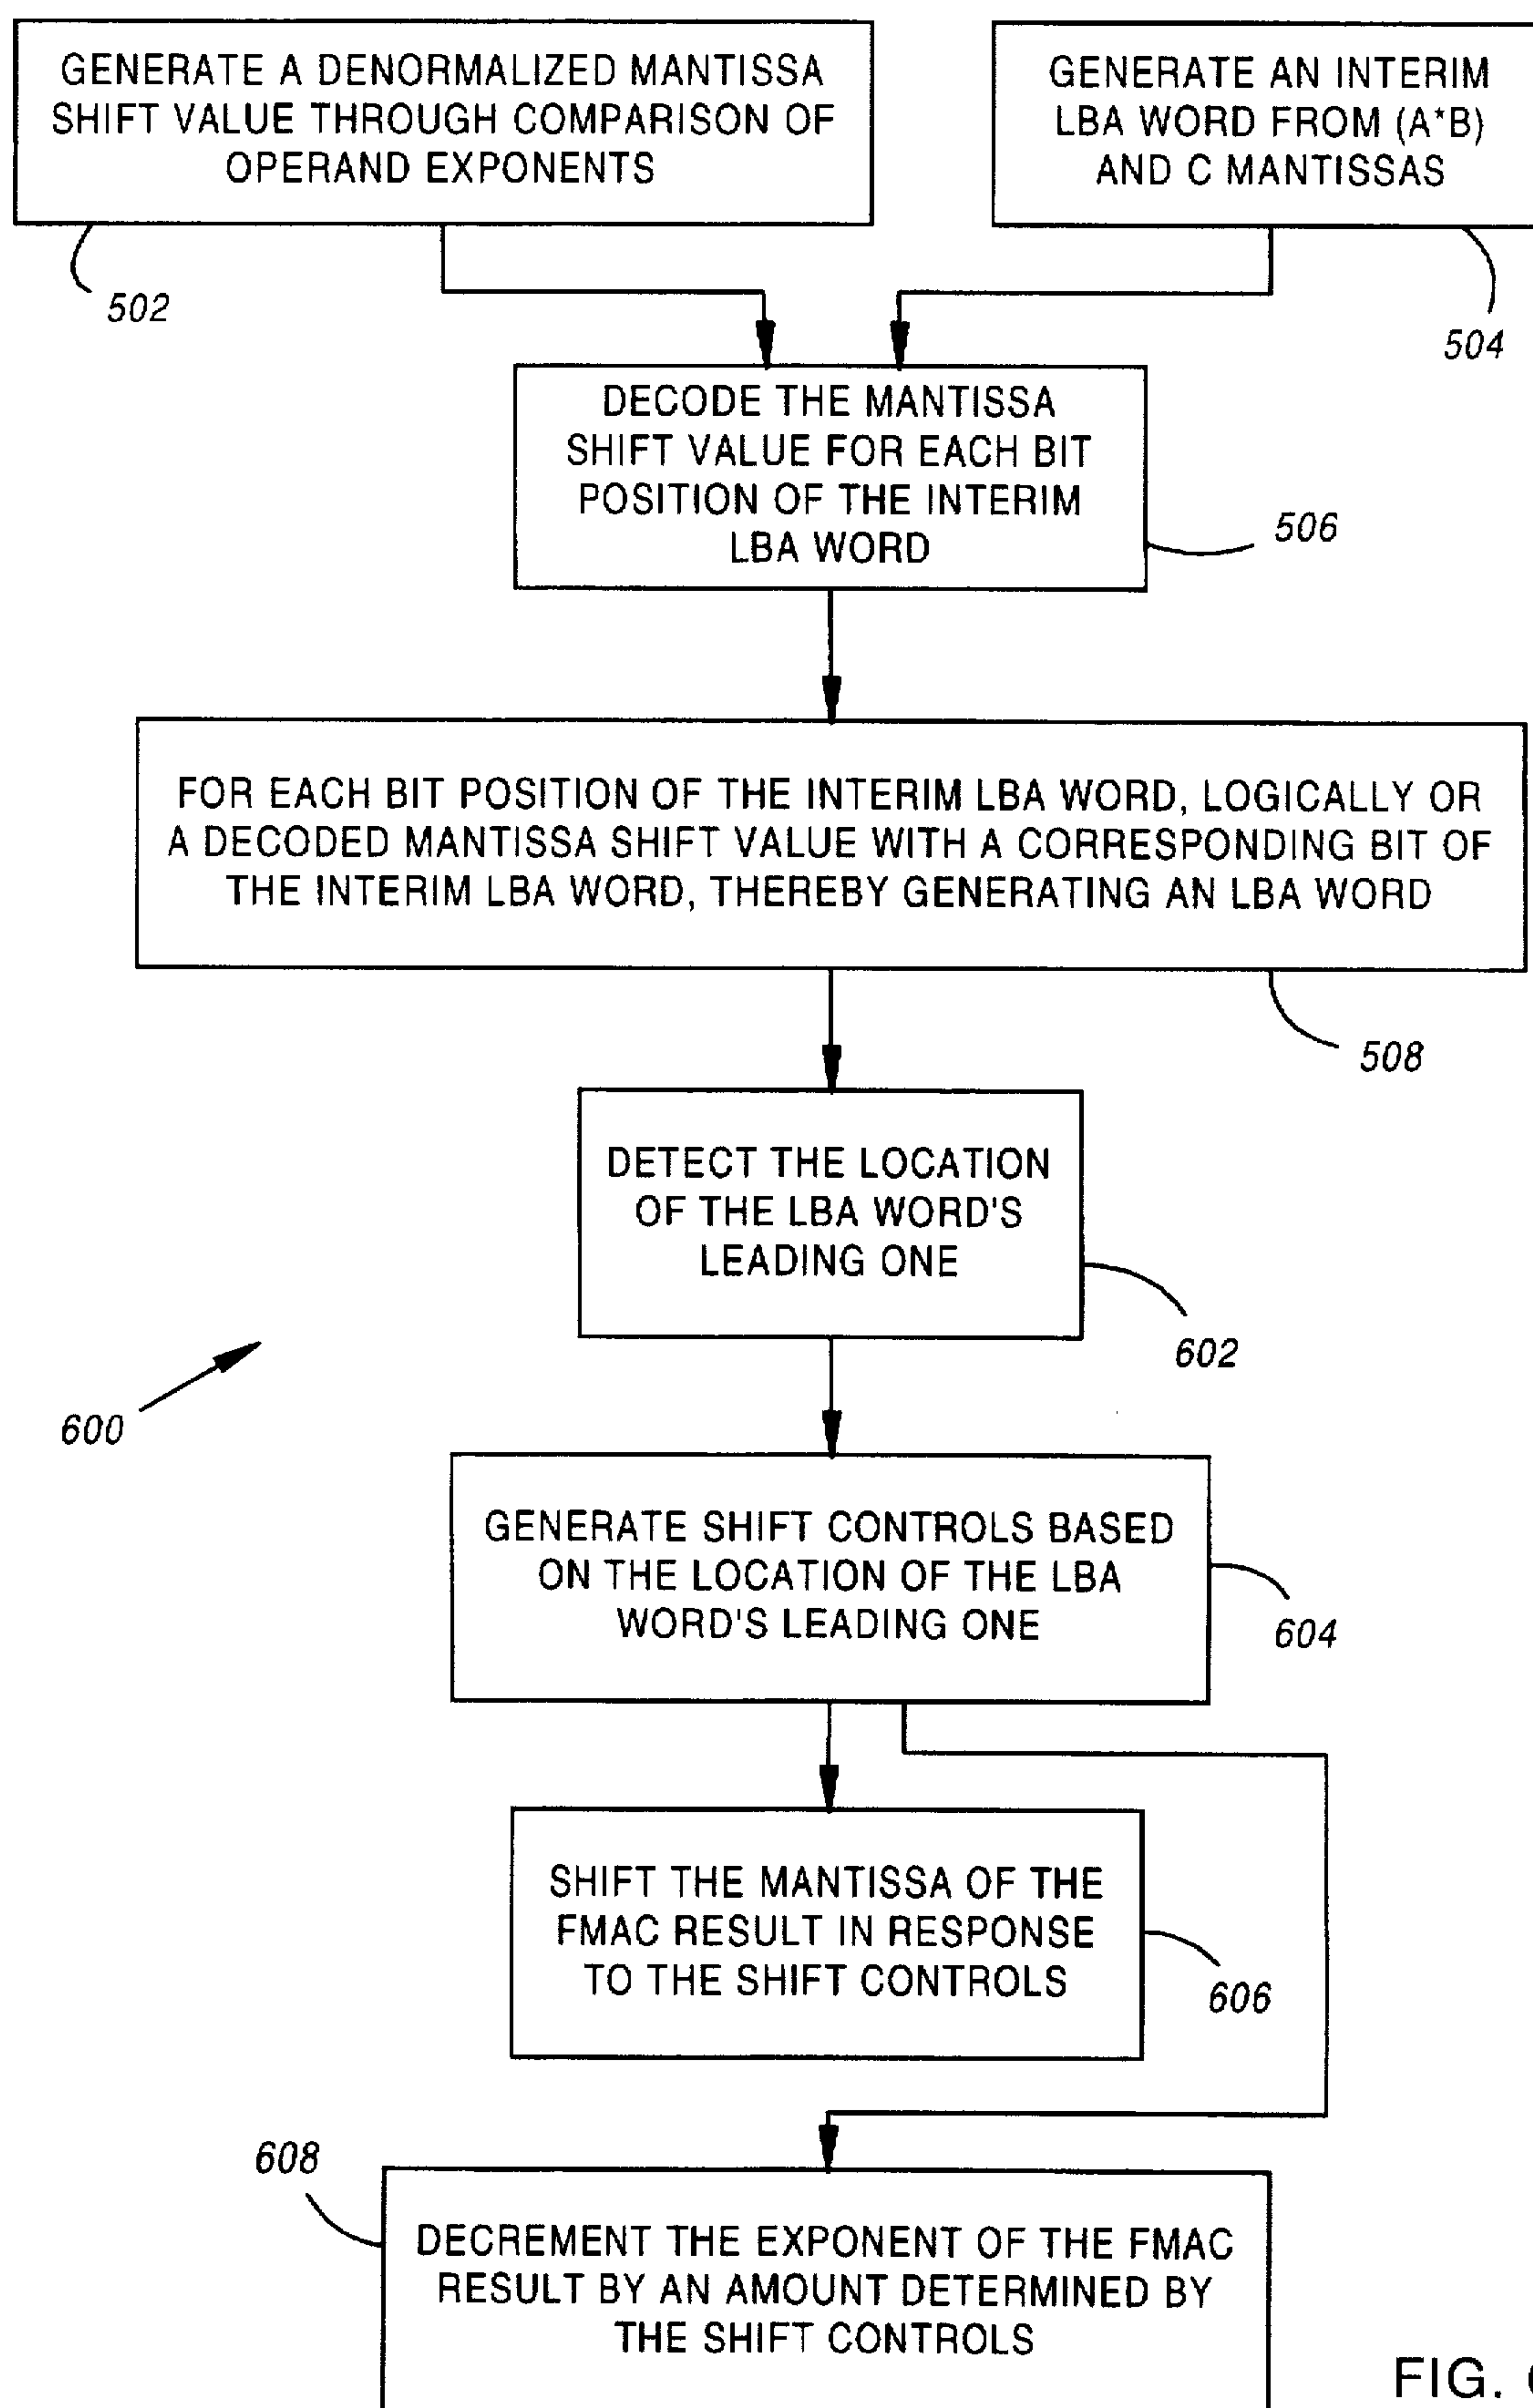 GENERATE A DENORMALIZED MANTISSA
SHIFT VALUE THROUGH COMPARISON OF
OPERAND EXPONENTS
502
GENERATE AN INTERIM
LBA WORD FROM (A*B)
AND C MANTISSAS
504
DECODE THE MANTISSA
SHIFT VALUE FOR EACH BIT
POSITION OF THE INTERIM
LBA WORD
506
FOR EACH BIT POSITION OF THE INTERIM LBA WORD, LOGICALLY OR
A DECODED MANTISSA SHIFT VALUE WITH A CORRESPONDING BIT OF
THE INTERIM LBA WORD, THEREBY GENERATING AN LBA WORD
508
DETECT THE LOCATION
OF THE LBA WORD'S
LEADING ONE
602
600
GENERATE SHIFT CONTROLS BASED
ON THE LOCATION OF THE LBA
WORD'S LEADING ONE
604
SHIFT THE MANTISSA OF THE
FMAC RESULT IN RESPONSE
TO THE SHIFT CONTROLS
606
608
DECREMENT THE EXPONENT OF THE FMAC
RESULT BY AN AMOUNT DETERMINED BY
THE SHIFT CONTROLS
FIG.